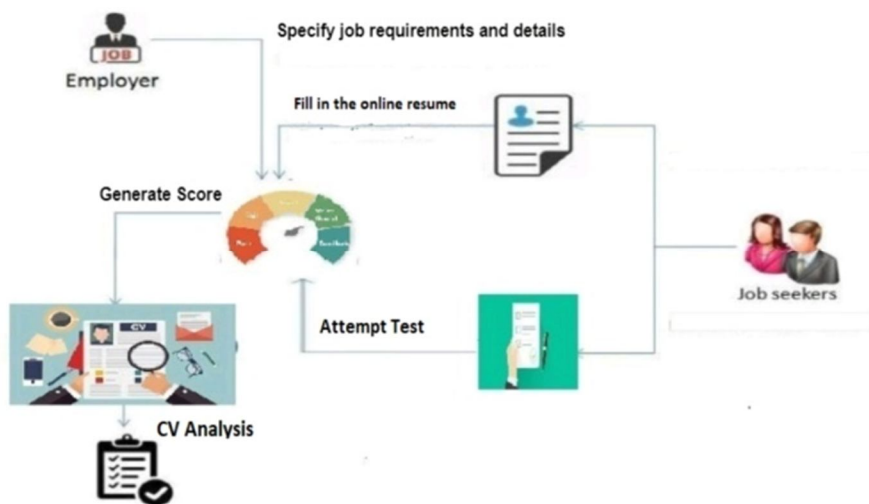 Specify job requirements and details
JOB
Employer
Fill in the online resume
Generate Score
Job seekers
Attempt Test
CV
CV Analysis